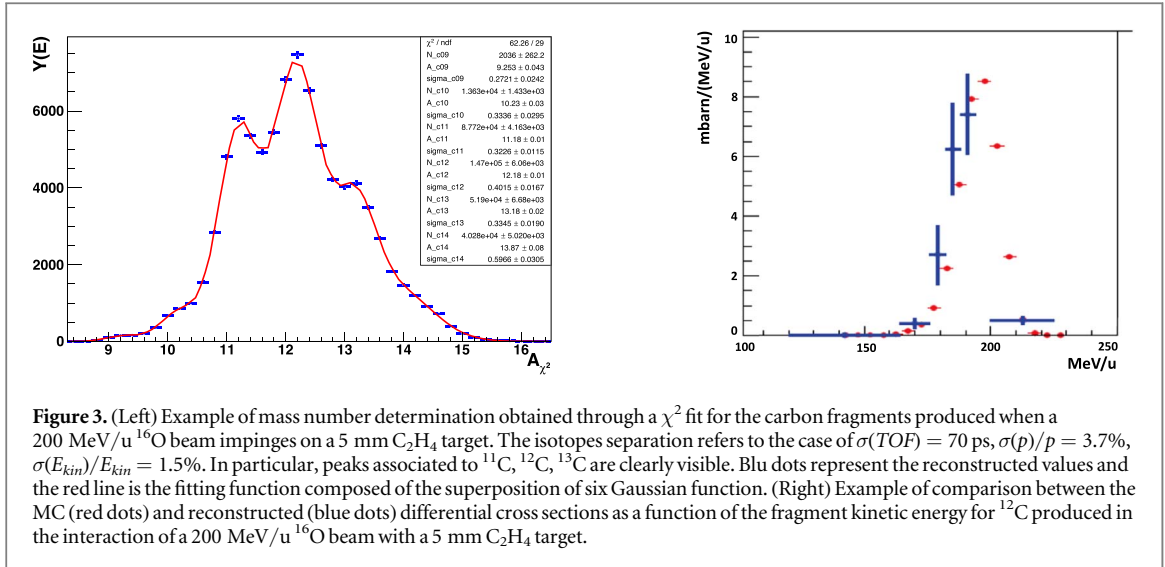 Y(E)
6000
4000
2000
0
9
10
11
12
13
14
15
16
A_χ²
χ² / ndf 62.26 / 29
N_c09 2036 ± 262.2
A_c09 9.253 ± 0.043
sigma_c09 0.2721 ± 0.0242
N_c10 1.363e+04 ± 1.433e+03
A_c10 10.23 ± 0.03
sigma_c10 0.3336 ± 0.0295
N_c11 8.772e+04 ± 4.163e+03
A_c11 11.18 ± 0.01
sigma_c11 0.3226 ± 0.0115
N_c12 1.47e+05 ± 6.06e+03
A_c12 12.18 ± 0.01
sigma_c12 0.4015 ± 0.0167
N_c13 5.19e+04 ± 6.68e+03
A_c13 13.18 ± 0.02
sigma_c13 0.3345 ± 0.0190
N_c14 4.028e+04 ± 5.020e+03
A_c14 13.87 ± 0.08
sigma_c14 0.5966 ± 0.0305
mbarn/(MeV/u)
10
8
6
4
2
0
100
150
200
250
MeV/u
Figure 3. (Left) Example of mass number determination obtained through a χ² fit for the carbon fragments produced when a
200 MeV/u ¹⁶O beam impinges on a 5 mm C₂H₄ target. The isotopes separation refers to the case of σ(TOF) = 70 ps, σ(p)/p = 3.7%,
σ(E_kin)/E_kin = 1.5%. In particular, peaks associated to ¹¹C, ¹²C, ¹³C are clearly visible. Blu dots represent the reconstructed values and
the red line is the fitting function composed of the superposition of six Gaussian function. (Right) Example of comparison between the
MC (red dots) and reconstructed (blue dots) differential cross sections as a function of the fragment kinetic energy for ¹²C produced in
the interaction of a 200 MeV/u ¹⁶O beam with a 5 mm C₂H₄ target.